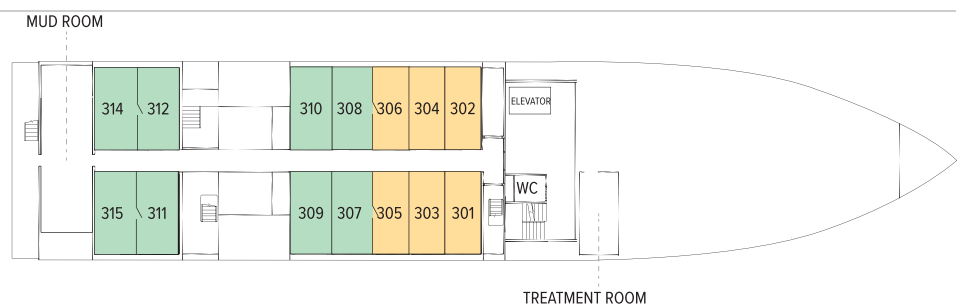 MUD ROOM
314 312 310 308 306 304 302
ELEVATOR
WC
315 311 309 307 305 303 301
TREATMENT ROOM